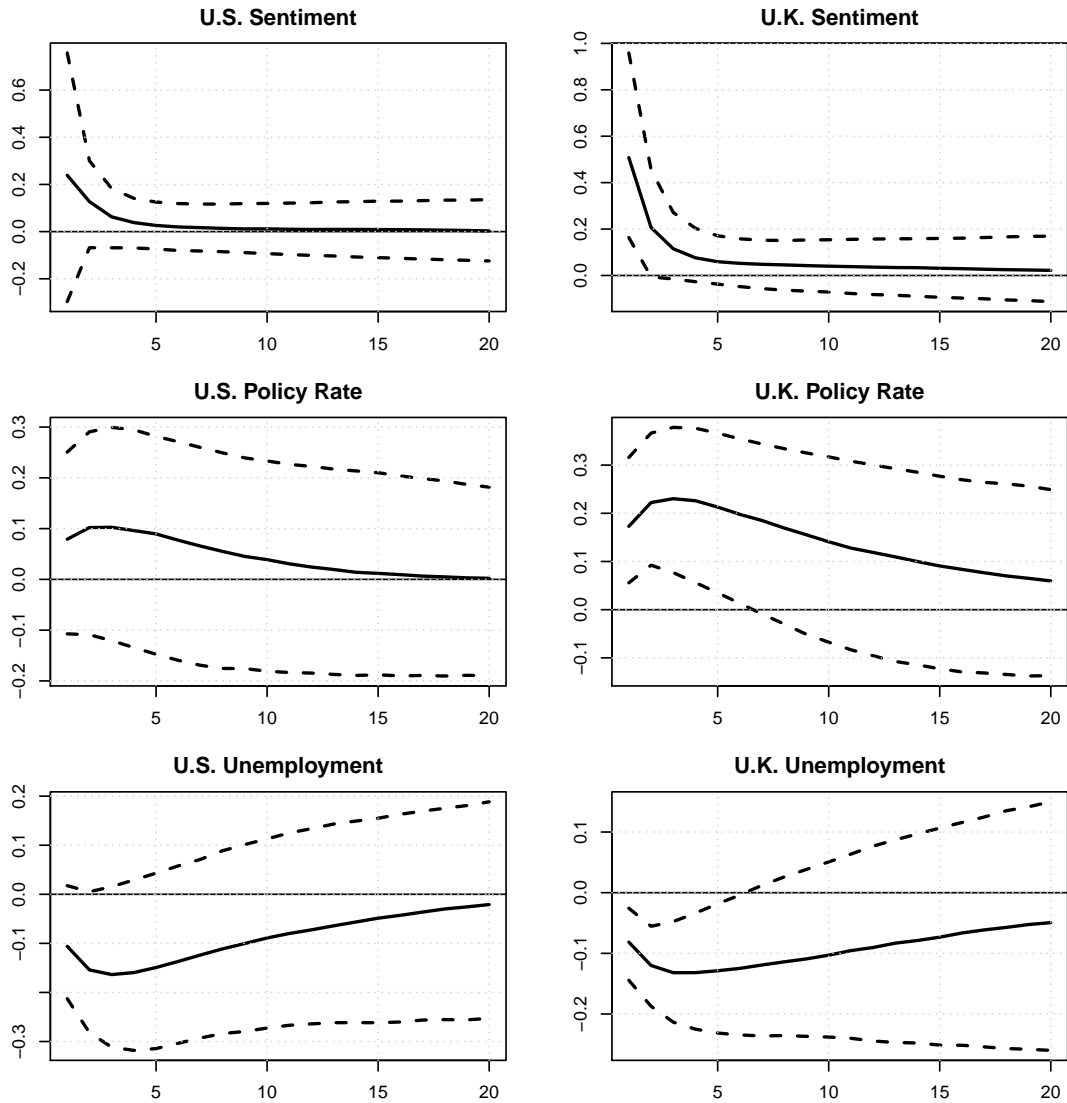 U.S. Sentiment
−0.2 0.0 0.2 0.4 0.6
5 10 15 20
U.K. Sentiment
0.0 0.2 0.4 0.6 0.8 1.0
5 10 15 20
U.S. Policy Rate
−0.2 −0.1 0.0 0.1 0.2 0.3
5 10 15 20
U.K. Policy Rate
−0.1 0.0 0.1 0.2 0.3
5 10 15 20
U.S. Unemployment
−0.3 −0.1 0.0 0.1 0.2
5 10 15 20
U.K. Unemployment
−0.2 −0.1 0.0 0.1
5 10 15 20